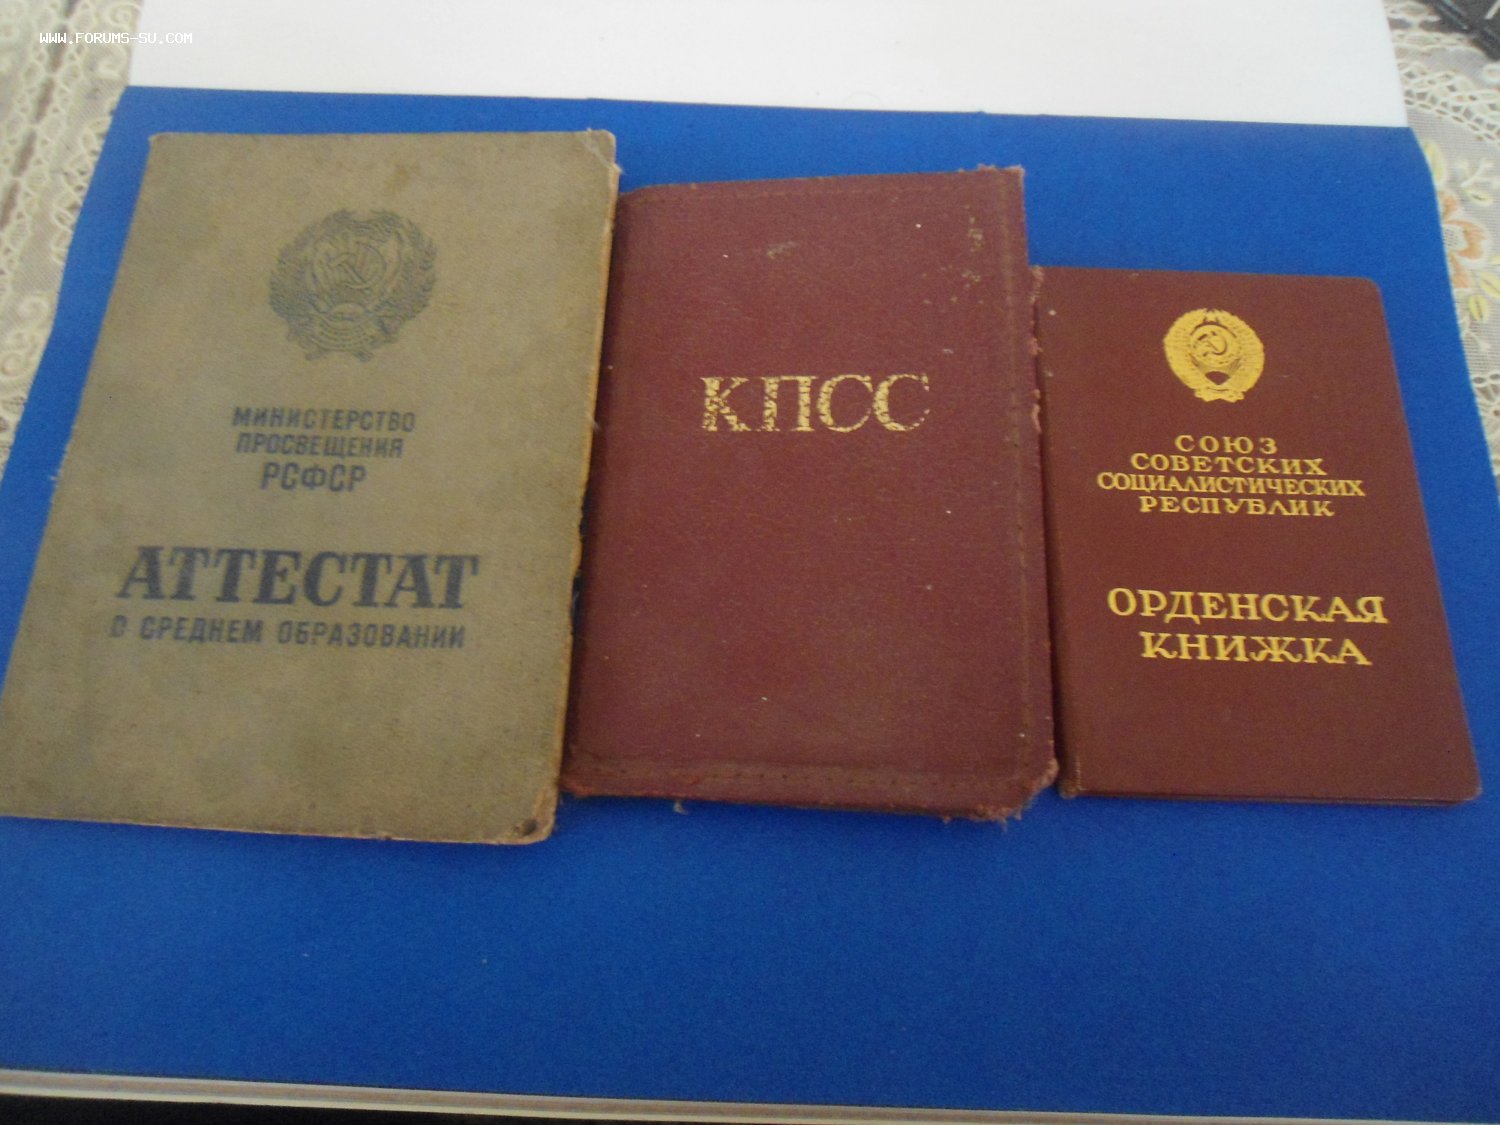 WWW.FORUMS-SU.COM
МИНИСТЕРСТВО
ПРОСВЕЩЕНИЯ
РСФСР
АТТЕСТАТ
О СРЕДНЕМ ОБРАЗОВАНИИ
КПСС
СОЮЗ
СОВЕТСКИХ
СОЦИАЛИСТИЧЕСКИХ
РЕСПУБЛИК
ОРДЕНСКАЯ
КНИЖКА